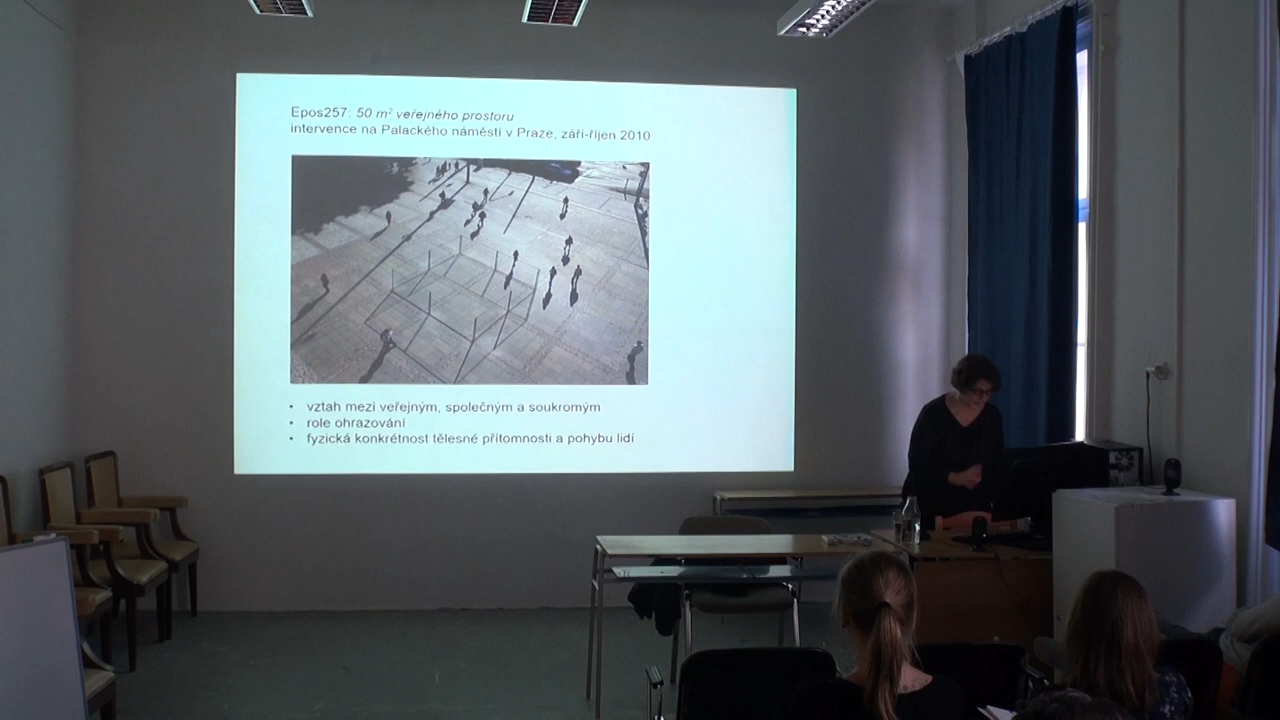 Epos257: 50 m² veřejného prostoru
intervence na Palackého náměstí v Praze, září-říjen 2010
• vztah mezi veřejným, společným a soukromým
• role ohrazování
• fyzická konkrétnost tělesné přítomnosti a pohybu lidí